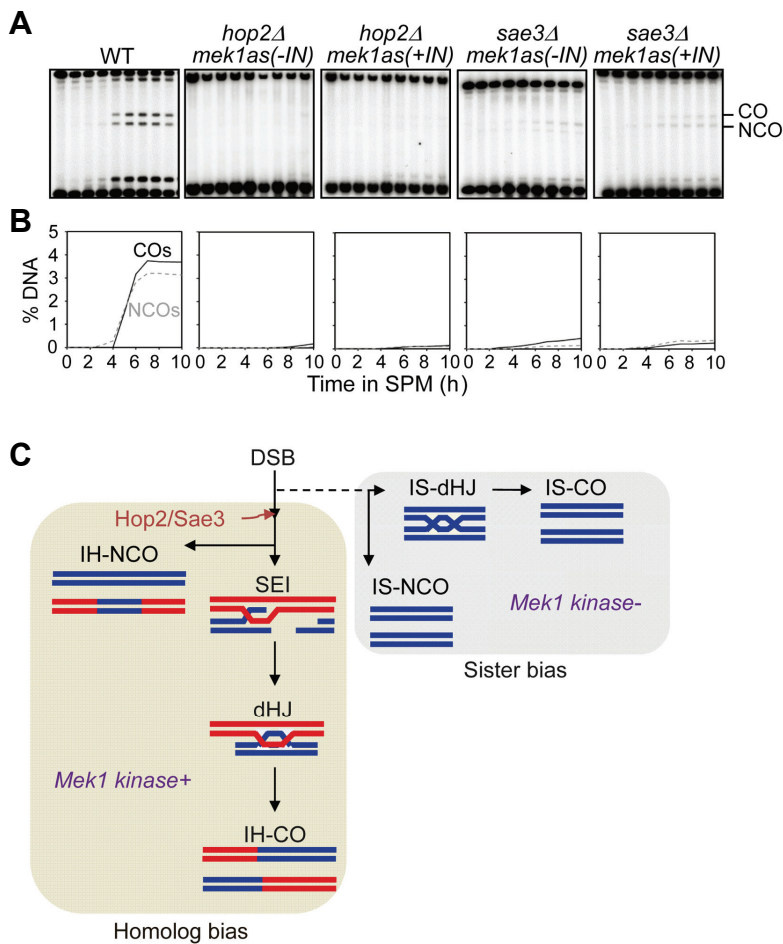 A
WT
hop2Δ
mek1as(-IN)
hop2Δ
mek1as(+IN)
sae3Δ
mek1as(-IN)
sae3Δ
mek1as(+IN)
CO
NCO
B
% DNA
5
4
3
2
1
0
COs
NCOs
0 2 4 6 8 10
0 2 4 6 8 10
0 2 4 6 8 10
0 2 4 6 8 10
0 2 4 6 8 10
Time in SPM (h)
C
DSB
Hop2/Sae3
IH-NCO
SEI
dHJ
IH-CO
Mek1 kinase+
Homolog bias
IS-dHJ
IS-CO
IS-NCO
Mek1 kinase-
Sister bias